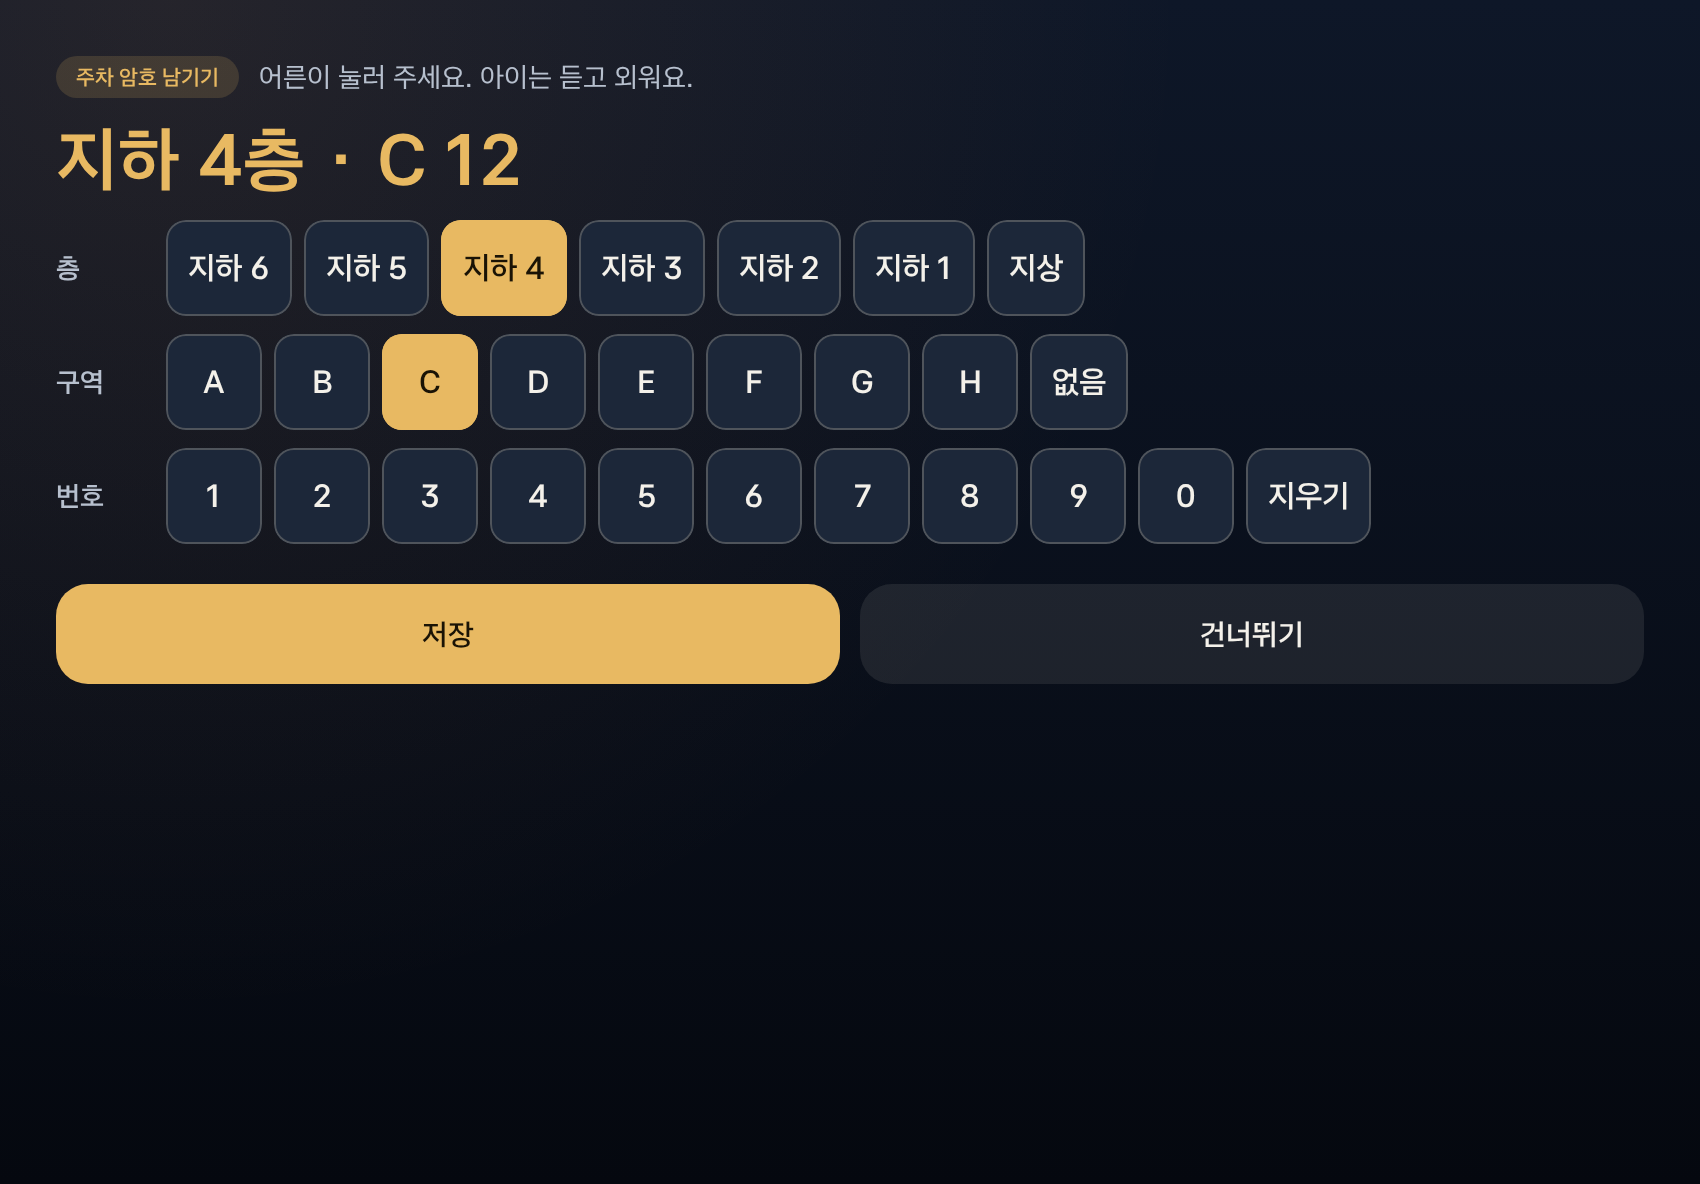 주차 암호 남기기 어른이 눌러 주세요. 아이는 듣고 외워요.
지하 4층 · C 12
층 지하 6 지하 5 지하 4 지하 3 지하 2 지하 1 지상
구역 A B C D E F G H 없음
번호 1 2 3 4 5 6 7 8 9 0 지우기
저장 건너뛰기